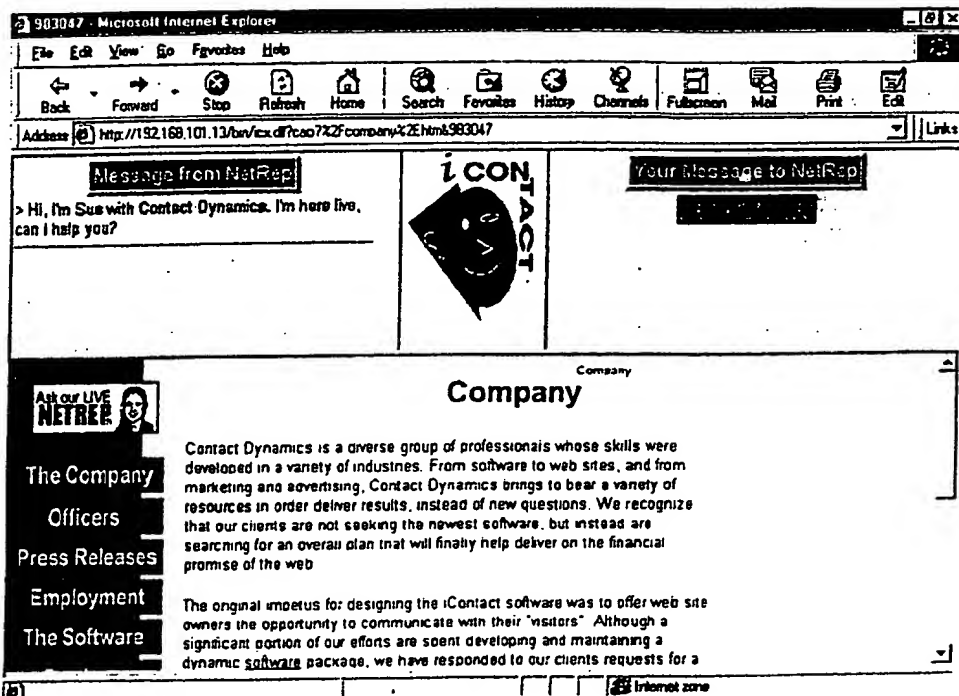 983047 - Microsoft Internet Explorer
File Edit View Go Favorites Help
Back Forward Stop Refresh Home Search Favorites History Channels Fullscreen Mail Print Edit
Address http://192.168.101.13/bin/icx.dll?cao7%2Fcompany%2Ehtm&983047 Links
Message from NetRep
> Hi, I'm Sue with Contact Dynamics. I'm here live,
can I help you?
i CONTACT
Your Message to NetRep
Company
Company
Ask our LIVE
NETREP
The Company
Officers
Press Releases
Employment
The Software
Contact Dynamics is a diverse group of professionals whose skills were
developed in a variety of industries. From software to web sites, and from
marketing and advertising, Contact Dynamics brings to bear a variety of
resources in order deliver results, instead of new questions. We recognize
that our clients are not seeking the newest software, but instead are
searching for an overall plan that will finally help deliver on the financial
promise of the web
The original impetus for designing the iContact software was to offer web site
owners the opportunity to communicate with their "visitors" Although a
significant portion of our efforts are spent developing and maintaining a
dynamic software package, we have responded to our clients requests for a
Internet zone